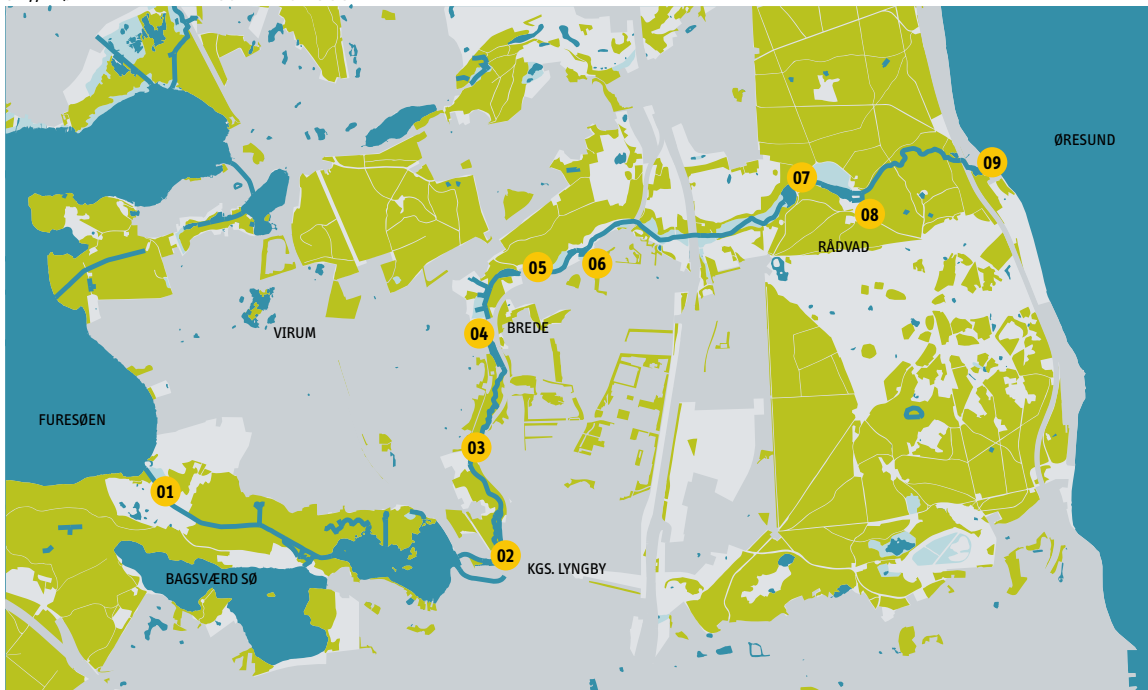 ØRESUND
09
07
08
RÅDVAD
05
06
BREDE
04
VIRUM
FURESØEN
03
01
02
KGS. LYNGBY
BAGSVÆRD SØ